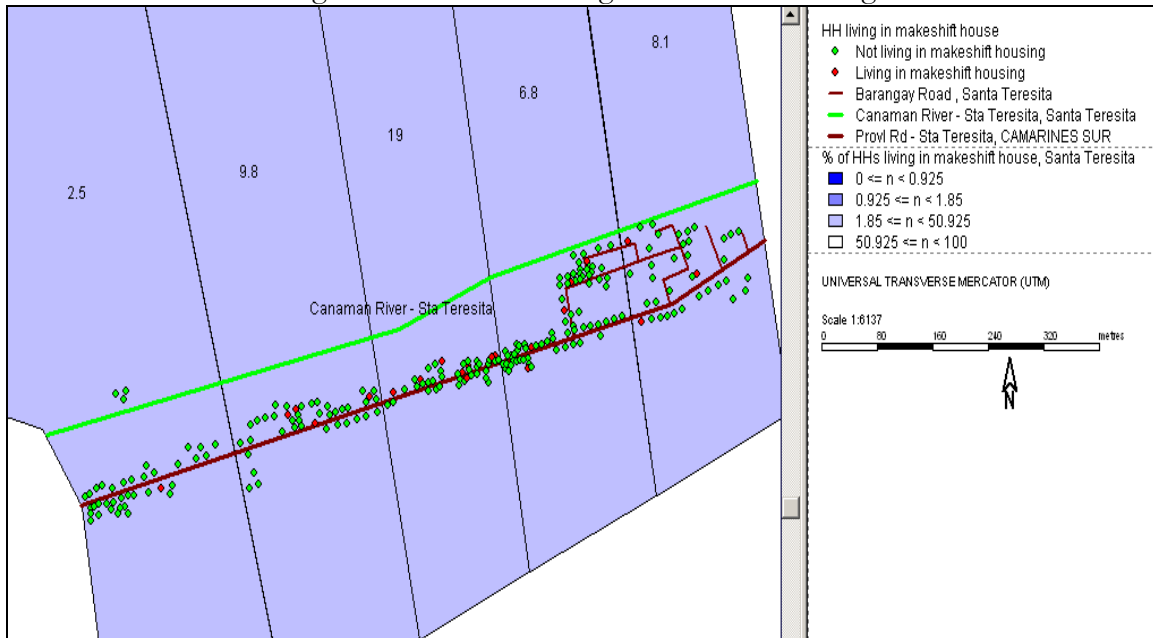 8.1
6.8
19
9.8
2.5
Canaman River - Sta Teresita
HH living in makeshift house
Not living in makeshift housing
Living in makeshift housing
Barangay Road , Santa Teresita
Canaman River - Sta Teresita, Santa Teresita
Provl Rd - Sta Teresita, CAMARINES SUR
% of HHs living in makeshift house, Santa Teresita
0 <= n < 0.925
0.925 <= n < 1.85
1.85 <= n < 50.925
50.925 <= n < 100
UNIVERSAL TRANSVERSE MERCATOR (UTM)
Scale 1:6137
0 80 160 240 320 metres
N